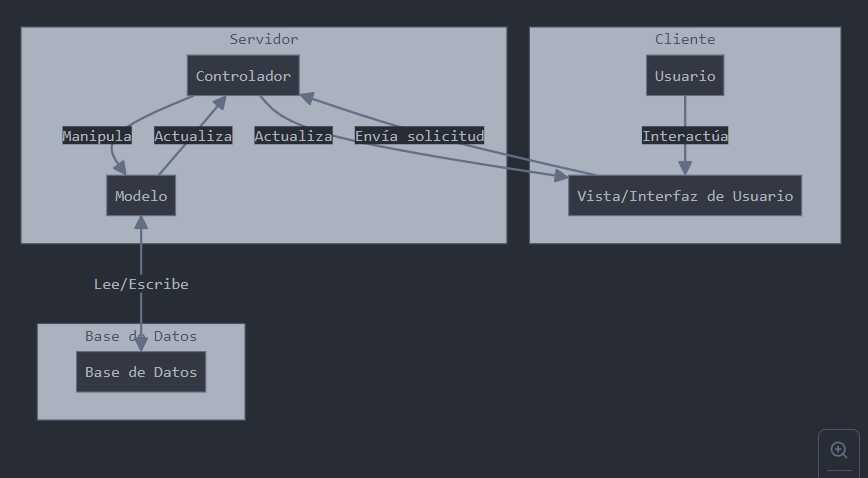 Servidor
Cliente
Controlador
Usuario
Manipula
Actualiza
Actualiza
Envía solicitud
Interactúa
Modelo
Vista/Interfaz de Usuario
Lee/Escribe
Base de Datos
Base de Datos